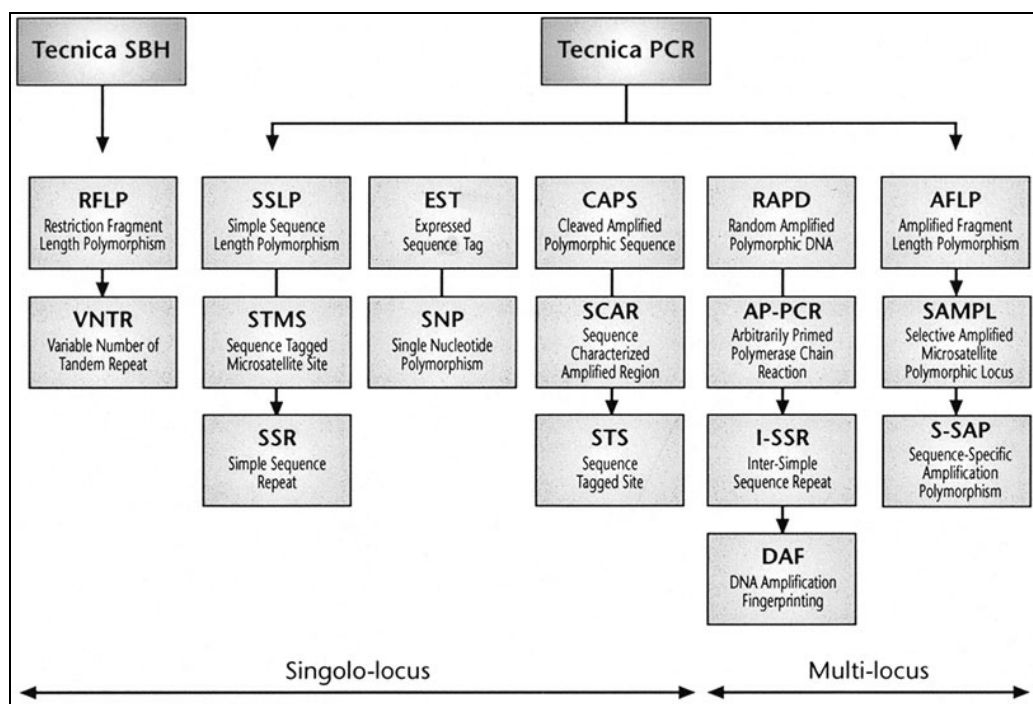 Tecnica SBH
Tecnica PCR
RFLP
Restriction Fragment
Length Polymorphism
SSLP
Simple Sequence
Length Polymorphism
EST
Expressed
Sequence Tag
CAPS
Cleaved Amplified
Polymorphic Sequence
RAPD
Random Amplified
Polymorphic DNA
AFLP
Amplified Fragment
Length Polymorphism
VNTR
Variable Number of
Tandem Repeat
STMS
Sequence Tagged
Microsatellite Site
SNP
Single Nucleotide
Polymorphism
SCAR
Sequence
Characterized
Amplified Region
AP-PCR
Arbitrarily Primed
Polymerase Chain
Reaction
SAMPL
Selective Amplified
Microsatellite
Polymorphic Locus
SSR
Simple Sequence
Repeat
STS
Sequence
Tagged Site
I-SSR
Inter-Simple
Sequence Repeat
S-SAP
Sequence-Specific
Amplification
Polymorphism
DAF
DNA Amplification
Fingerprinting
Singolo-locus
Multi-locus